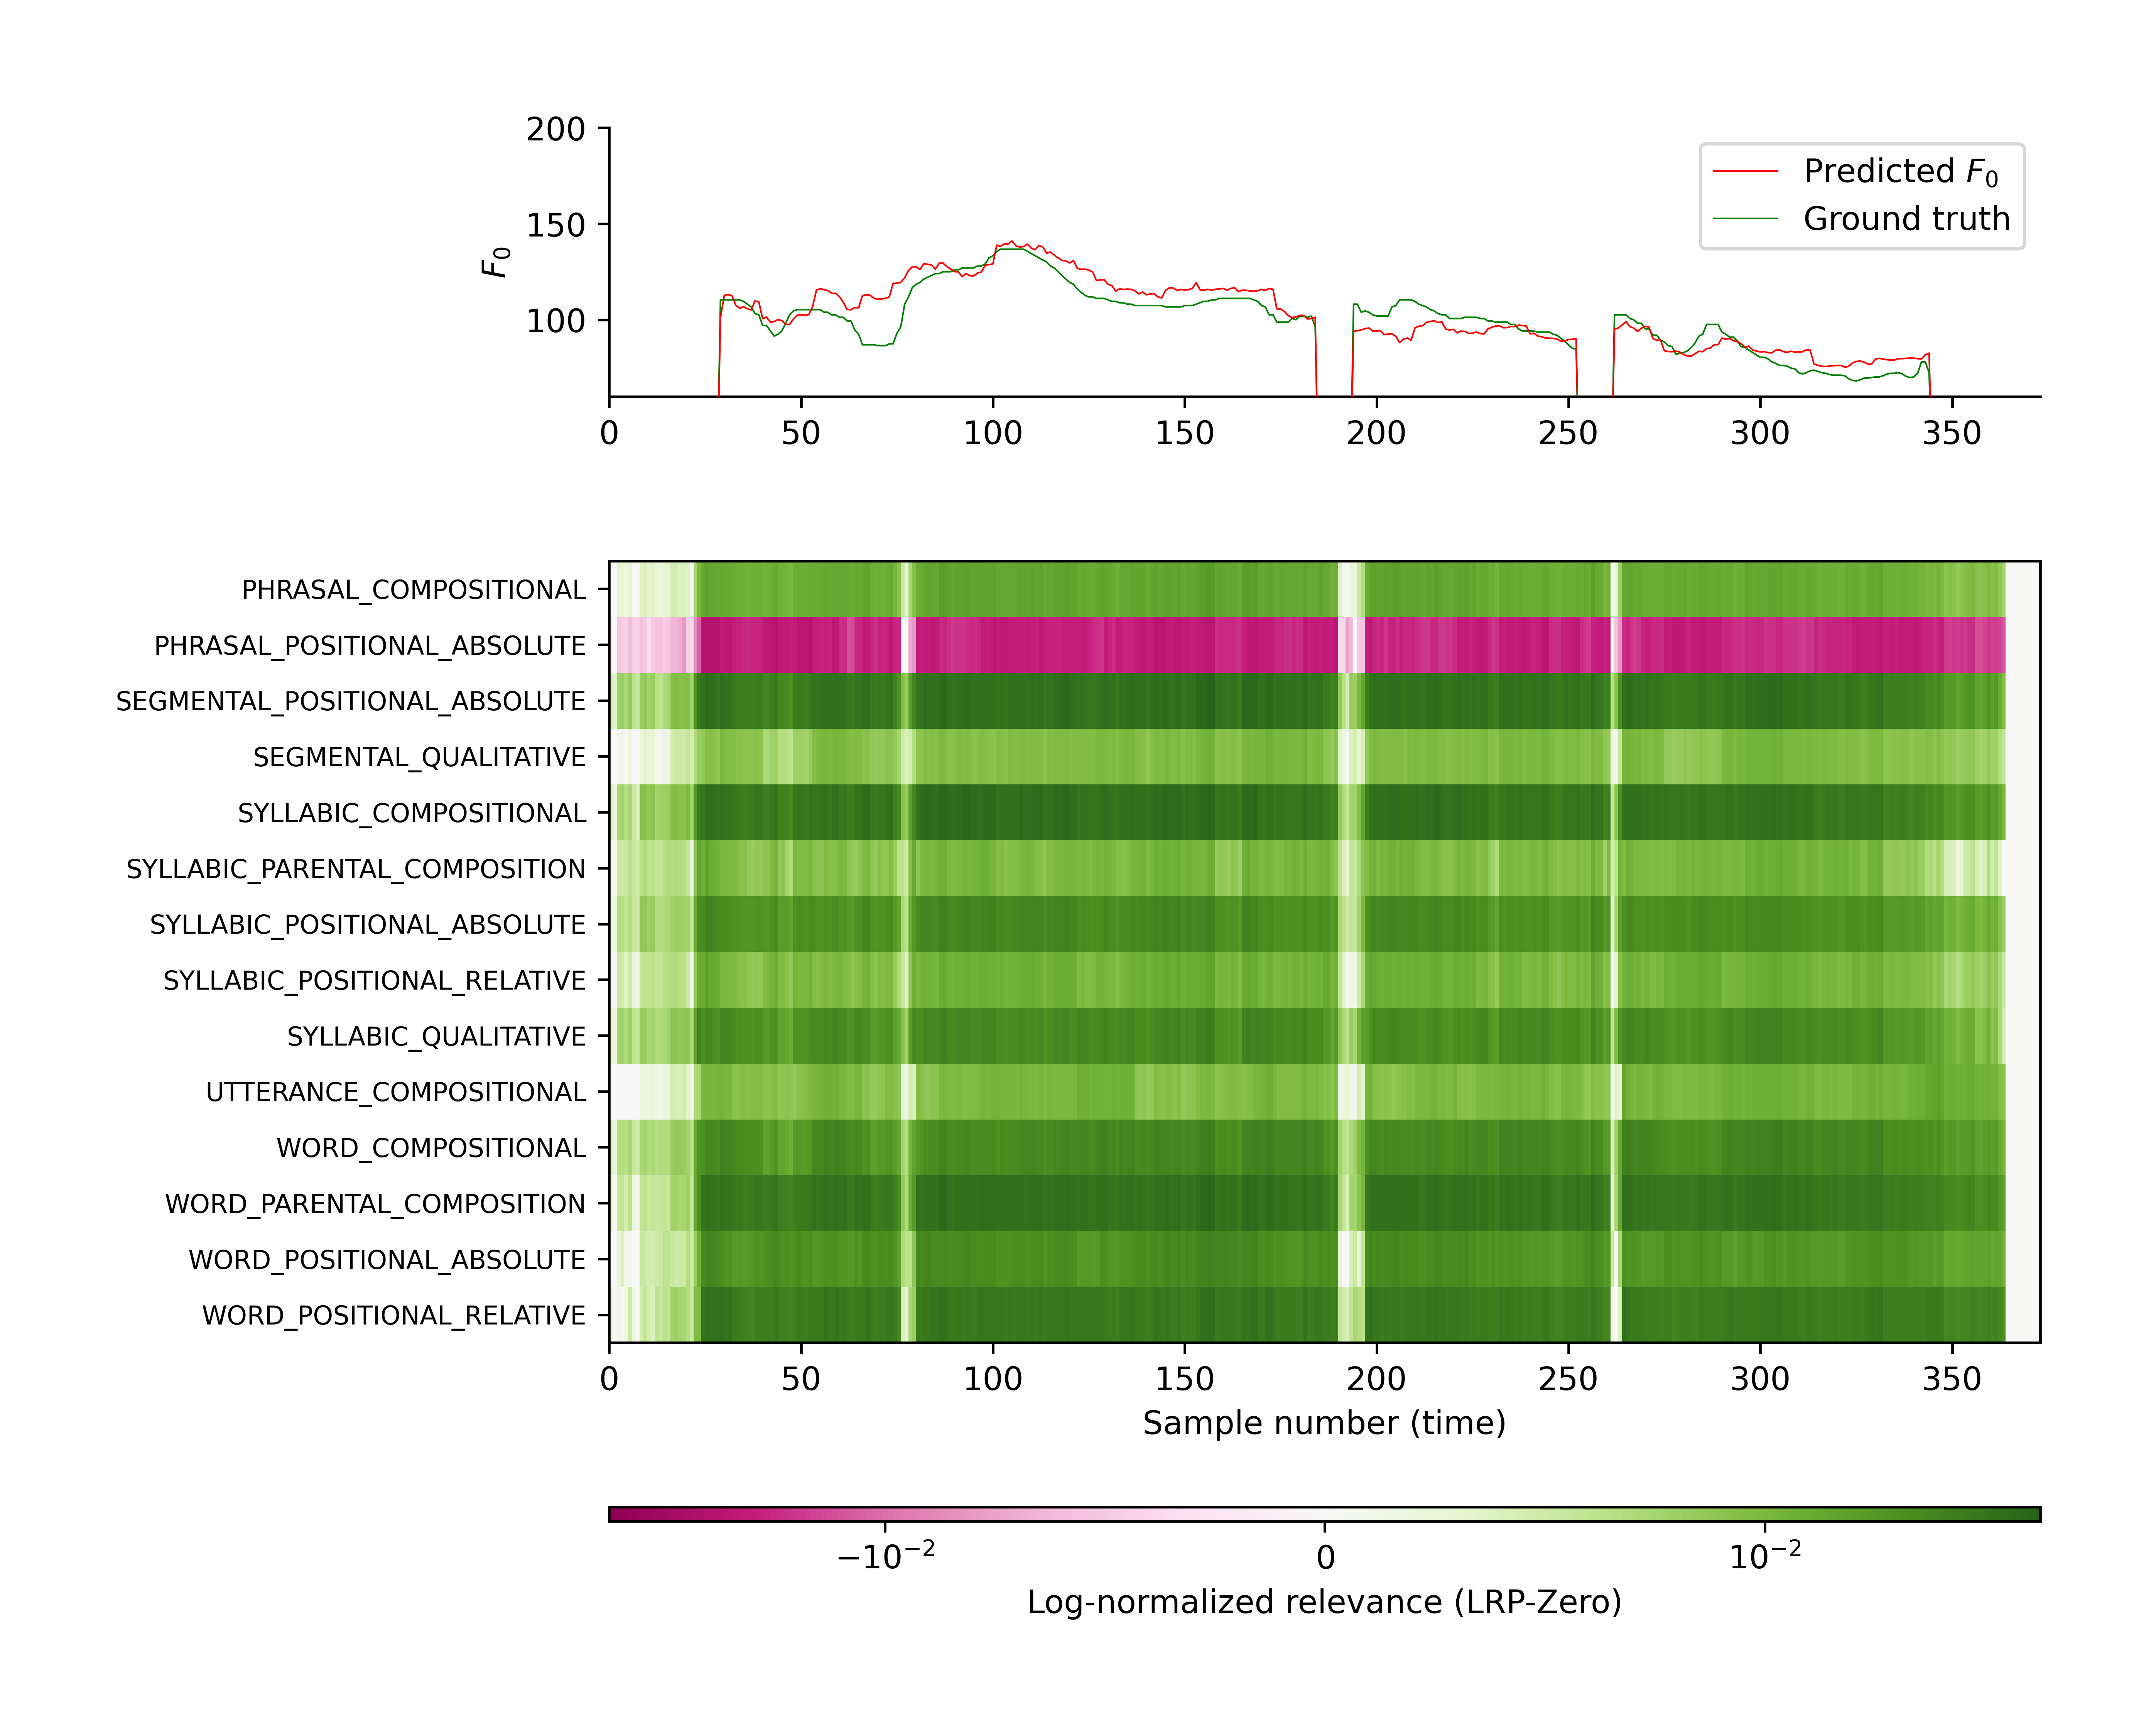 200
150
100
F0
Predicted F0
Ground truth
0 50 100 150 200 250 300 350
PHRASAL_COMPOSITIONAL
PHRASAL_POSITIONAL_ABSOLUTE
SEGMENTAL_POSITIONAL_ABSOLUTE
SEGMENTAL_QUALITATIVE
SYLLABIC_COMPOSITIONAL
SYLLABIC_PARENTAL_COMPOSITION
SYLLABIC_POSITIONAL_ABSOLUTE
SYLLABIC_POSITIONAL_RELATIVE
SYLLABIC_QUALITATIVE
UTTERANCE_COMPOSITIONAL
WORD_COMPOSITIONAL
WORD_PARENTAL_COMPOSITION
WORD_POSITIONAL_ABSOLUTE
WORD_POSITIONAL_RELATIVE
0 50 100 150 200 250 300 350
Sample number (time)
−10⁻² 0 10⁻²
Log-normalized relevance (LRP-Zero)